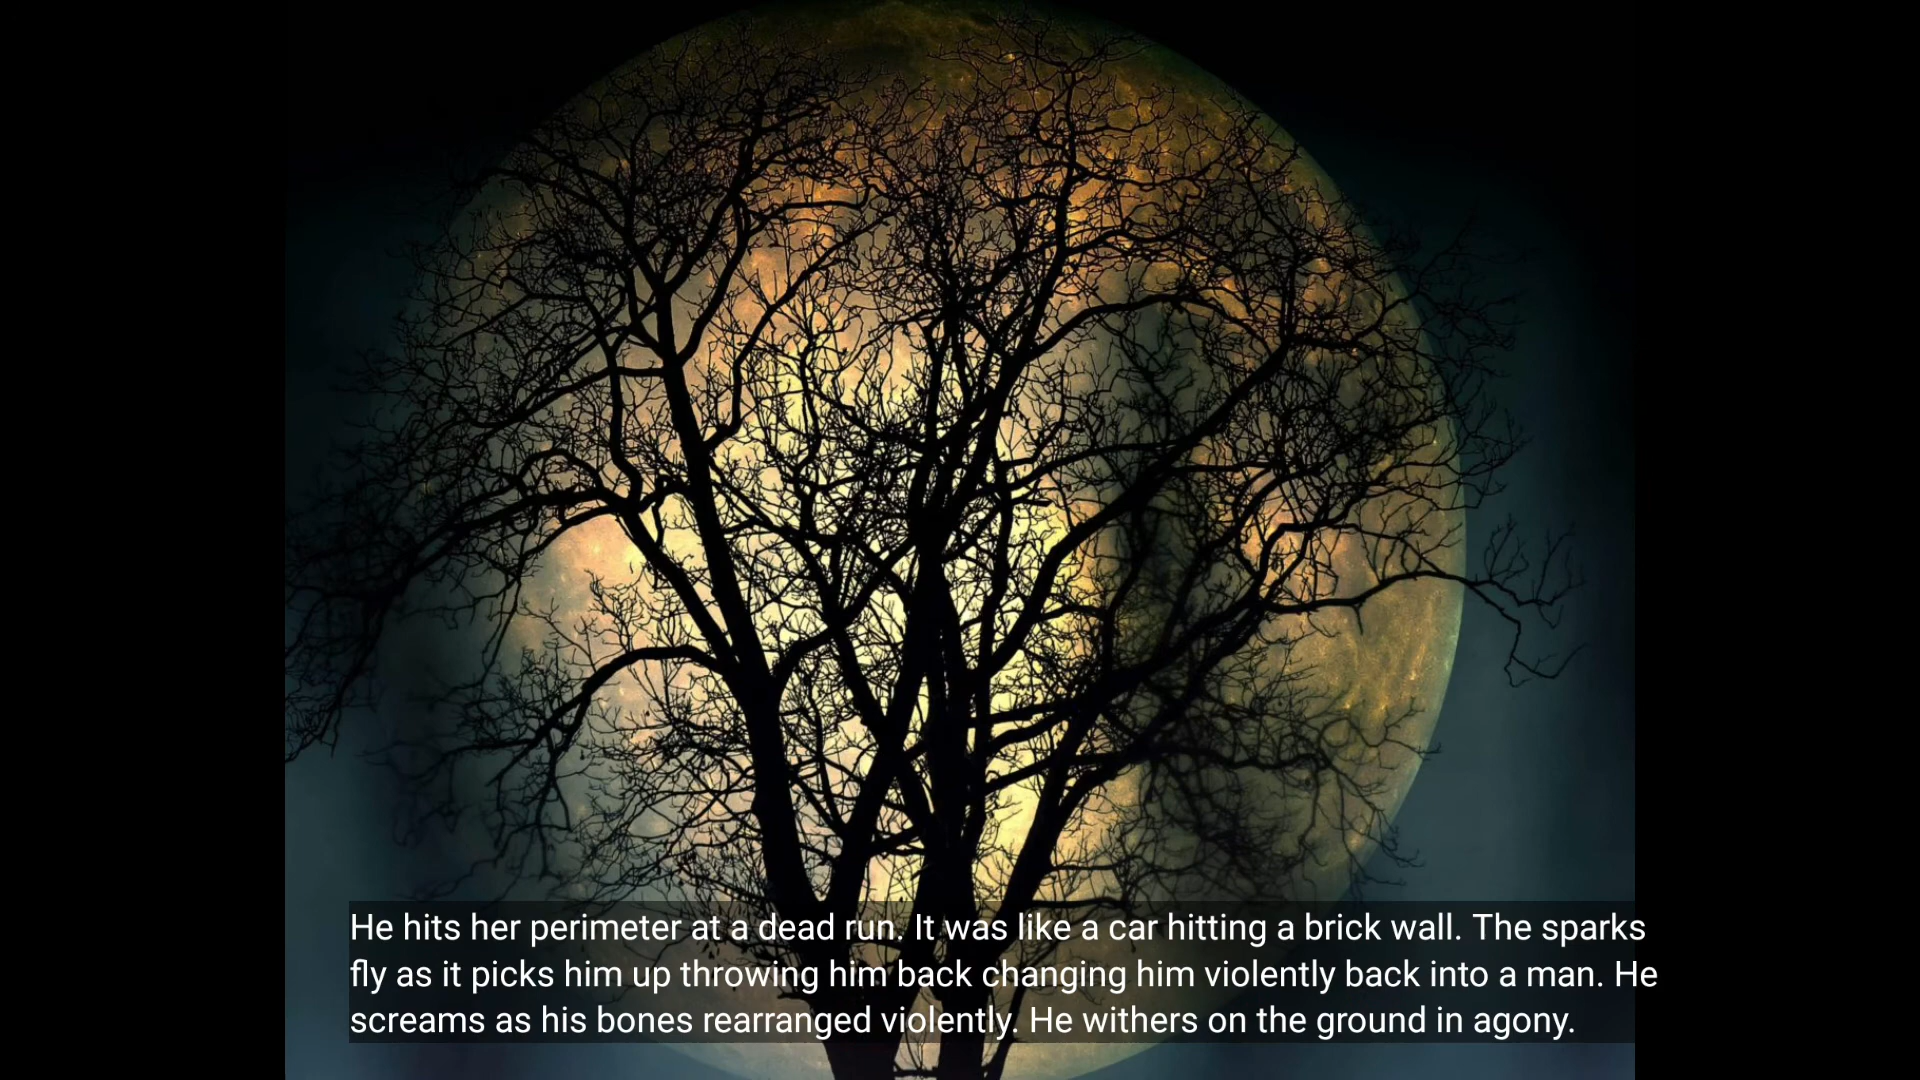 He hits her perimeter at a dead run. It was like a car hitting a brick wall. The sparks
fly as it picks him up throwing him back changing him violently back into a man. He
screams as his bones rearranged violently. He withers on the ground in agony.